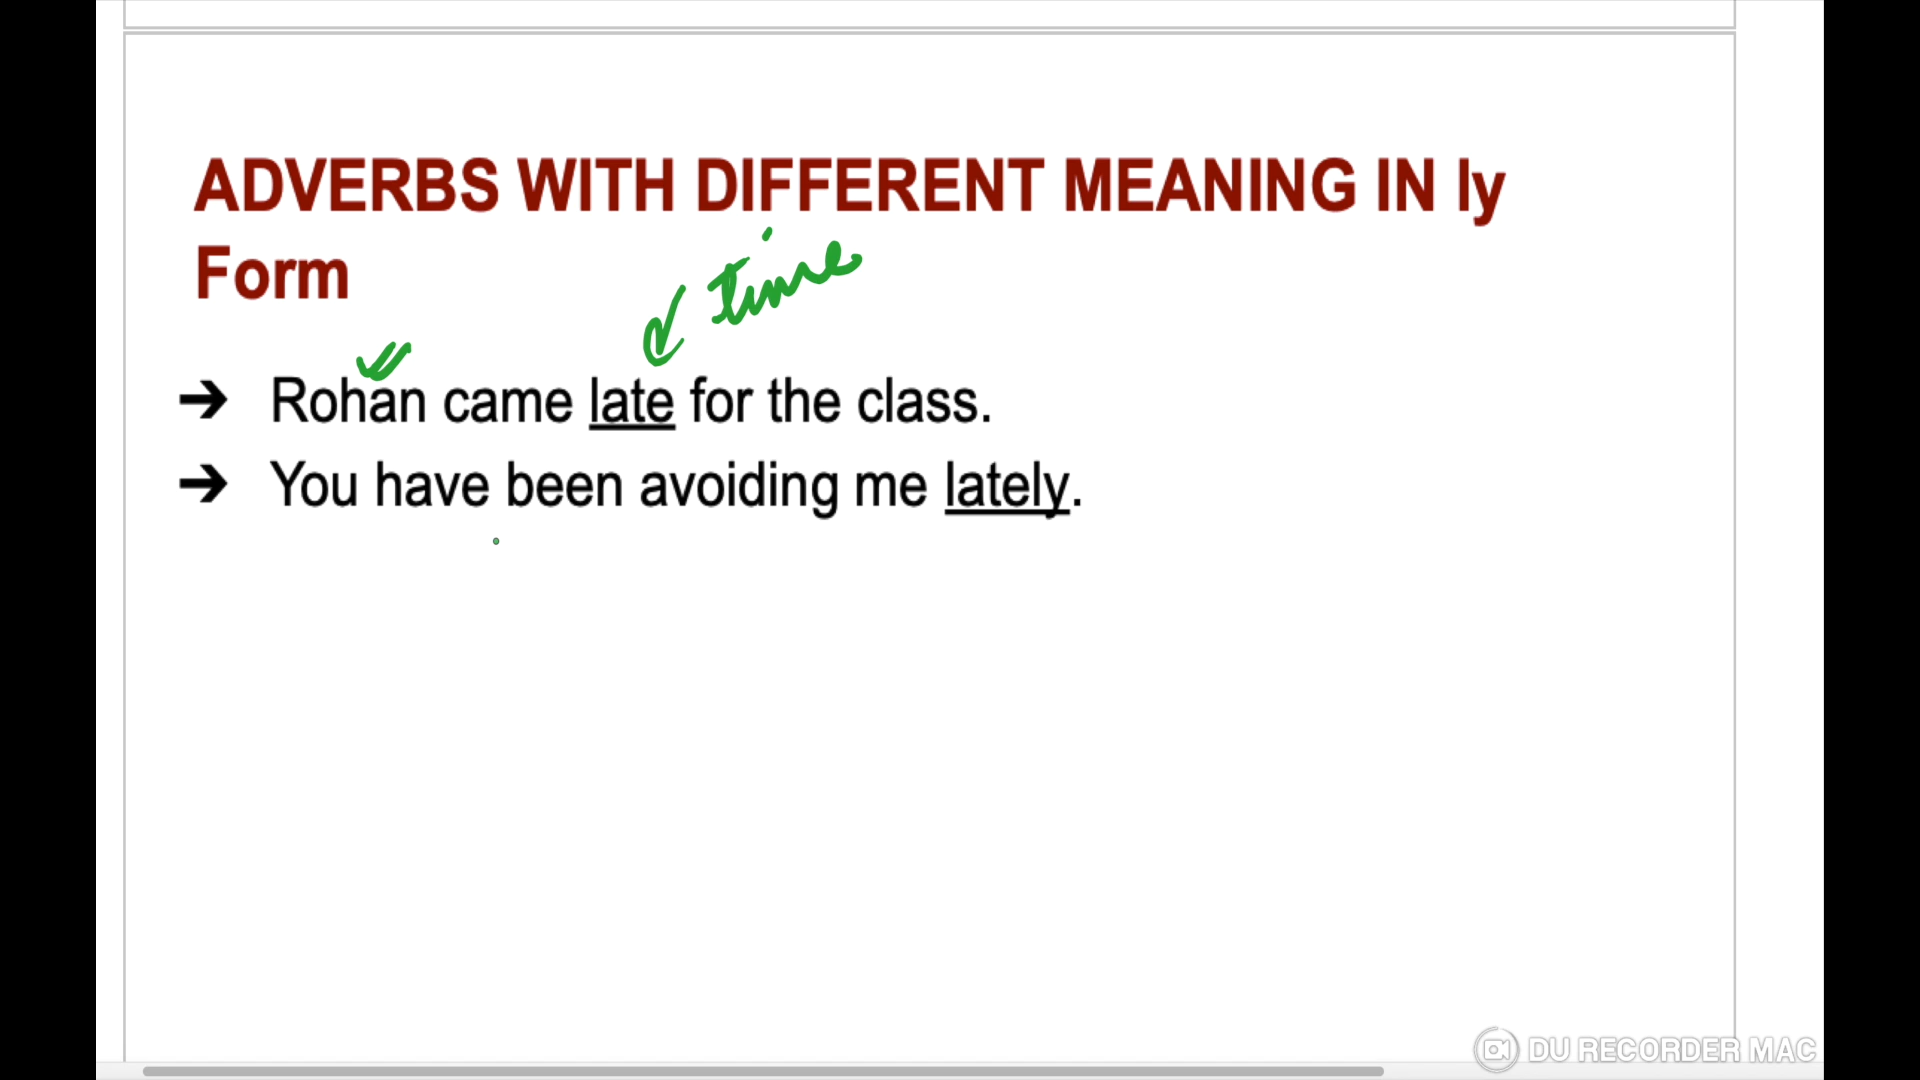 ADVERBS WITH DIFFERENT MEANING IN ly
Form
time
➔ Rohan came late for the class.
➔ You have been avoiding me lately.
DU RECORDER MAC